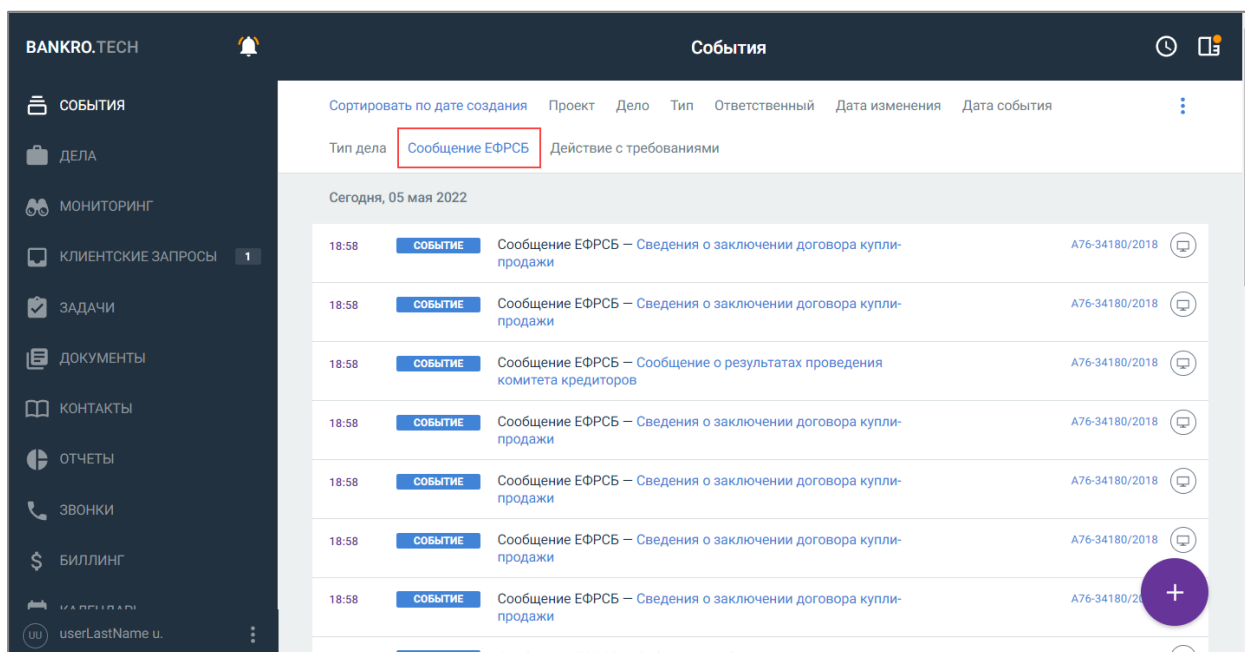 BANKRO.TECH
События
СОБЫТИЯ
ДЕЛА
МОНИТОРИНГ
КЛИЕНТСКИЕ ЗАПРОСЫ 1
ЗАДАЧИ
ДОКУМЕНТЫ
КОНТАКТЫ
ОТЧЕТЫ
ЗВОНКИ
БИЛЛИНГ
КАЛЕНДАРЬ
UU userLastName u.
Сортировать по дате создания Проект Дело Тип Ответственный Дата изменения Дата события
Тип дела Сообщение ЕФРСБ Действие с требованиями
Сегодня, 05 мая 2022
18:58 СОБЫТИЕ Сообщение ЕФРСБ — Сведения о заключении договора купли- A76-34180/2018
продажи
18:58 СОБЫТИЕ Сообщение ЕФРСБ — Сведения о заключении договора купли- A76-34180/2018
продажи
18:58 СОБЫТИЕ Сообщение ЕФРСБ — Сообщение о результатах проведения A76-34180/2018
комитета кредиторов
18:58 СОБЫТИЕ Сообщение ЕФРСБ — Сведения о заключении договора купли- A76-34180/2018
продажи
18:58 СОБЫТИЕ Сообщение ЕФРСБ — Сведения о заключении договора купли- A76-34180/2018
продажи
18:58 СОБЫТИЕ Сообщение ЕФРСБ — Сведения о заключении договора купли- A76-34180/2018
продажи
18:58 СОБЫТИЕ Сообщение ЕФРСБ — Сведения о заключении договора купли- A76-34180/20
продажи